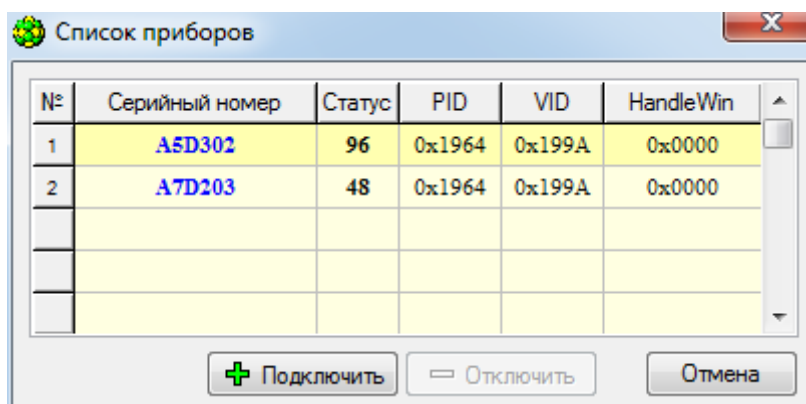 Список приборов
№ Серийный номер Статус PID VID HandleWin
1 A5D302 96 0x1964 0x199A 0x0000
2 A7D203 48 0x1964 0x199A 0x0000
Подключить Отключить Отмена